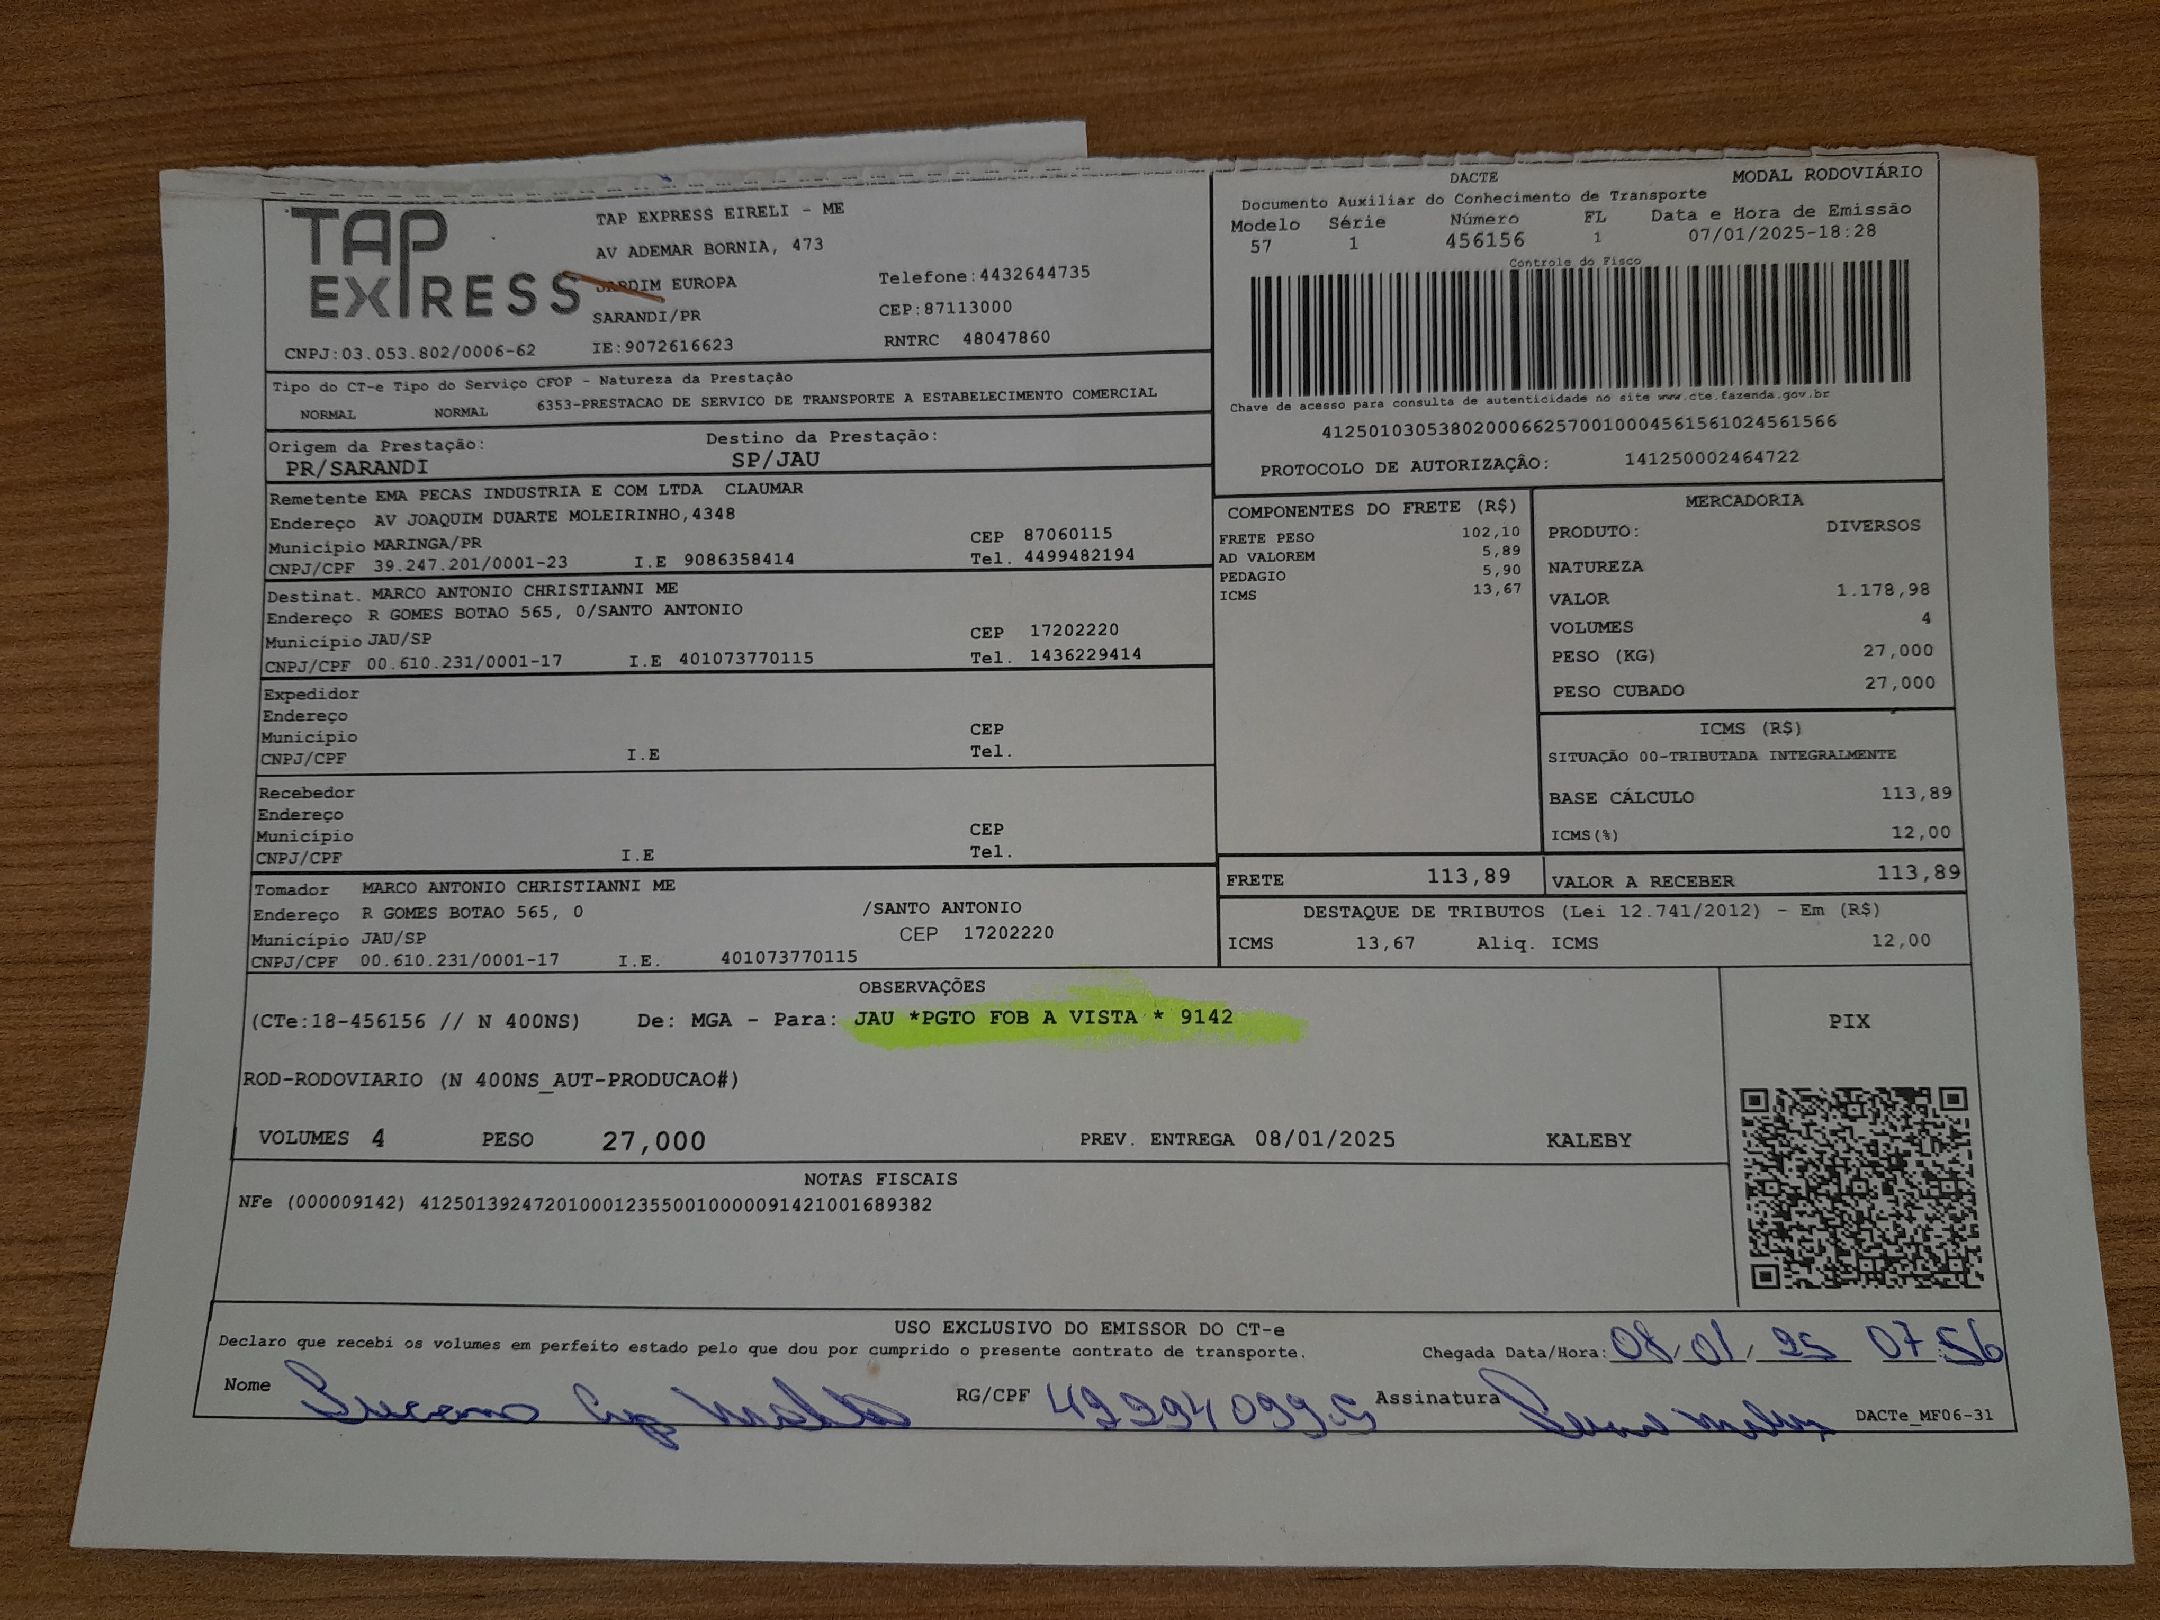 TAP EXPRESS
TAP EXPRESS EIRELI - ME
AV ADEMAR BORNIA, 473
JARDIM EUROPA
Telefone:4432644735
SARANDI/PR
CEP:87113000
CNPJ:03.053.802/0006-62
IE:9072616623
RNTRC 48047860
Tipo do CT-e Tipo do Serviço CFOP - Natureza da Prestação
NORMAL NORMAL 6353-PRESTACAO DE SERVICO DE TRANSPORTE A ESTABELECIMENTO COMERCIAL
Origem da Prestação: Destino da Prestação:
PR/SARANDI SP/JAU
DACTE MODAL RODOVIÁRIO
Documento Auxiliar do Conhecimento de Transporte
Modelo Série Número FL Data e Hora de Emissão
57 1 456156 1 07/01/2025-18:28
Controle do Fisco
Chave de acesso para consulta de autenticidade no site www.cte.fazenda.gov.br
41250103053802000662570010004561561024561566
PROTOCOLO DE AUTORIZAÇÃO: 141250002464722
Remetente EMA PECAS INDUSTRIA E COM LTDA CLAUMAR
Endereço AV JOAQUIM DUARTE MOLEIRINHO,4348
Município MARINGA/PR CEP 87060115
CNPJ/CPF 39.247.201/0001-23 I.E 9086358414 Tel. 4499482194
Destinat. MARCO ANTONIO CHRISTIANNI ME
Endereço R GOMES BOTAO 565, 0/SANTO ANTONIO
Município JAU/SP CEP 17202220
CNPJ/CPF 00.610.231/0001-17 I.E 401073770115 Tel. 1436229414
Expedidor
Endereço
Município CEP
CNPJ/CPF I.E Tel.
Recebedor
Endereço
Município CEP
CNPJ/CPF I.E Tel.
Tomador MARCO ANTONIO CHRISTIANNI ME
Endereço R GOMES BOTAO 565, 0 /SANTO ANTONIO
Município JAU/SP CEP 17202220
CNPJ/CPF 00.610.231/0001-17 I.E. 401073770115
COMPONENTES DO FRETE (R$)
FRETE PESO 102,10
AD VALOREM 5,89
PEDAGIO 5,90
ICMS 13,67
MERCADORIA
PRODUTO: DIVERSOS
NATUREZA
VALOR 1.178,98
VOLUMES 4
PESO (KG) 27,000
PESO CUBADO 27,000
ICMS (R$)
SITUAÇÃO 00-TRIBUTADA INTEGRALMENTE
BASE CÁLCULO 113,89
ICMS(%) 12,00
FRETE 113,89 VALOR A RECEBER 113,89
DESTAQUE DE TRIBUTOS (Lei 12.741/2012) - Em (R$)
ICMS 13,67 Aliq. ICMS 12,00
OBSERVAÇÕES
(CTe:18-456156 // N 400NS) De: MGA - Para: JAU *PGTO FOB A VISTA * 9142
PIX
ROD-RODOVIARIO (N 400NS_AUT-PRODUCAO#)
VOLUMES 4 PESO 27,000 PREV. ENTREGA 08/01/2025 KALEBY
NOTAS FISCAIS
NFe (000009142) 41250139247201000123550010000091421001689382
USO EXCLUSIVO DO EMISSOR DO CT-e
Declaro que recebi os volumes em perfeito estado pelo que dou por cumprido o presente contrato de transporte. Chegada Data/Hora: 08/01/25 07:56
Nome RG/CPF Assinatura DACTe_MF06-31